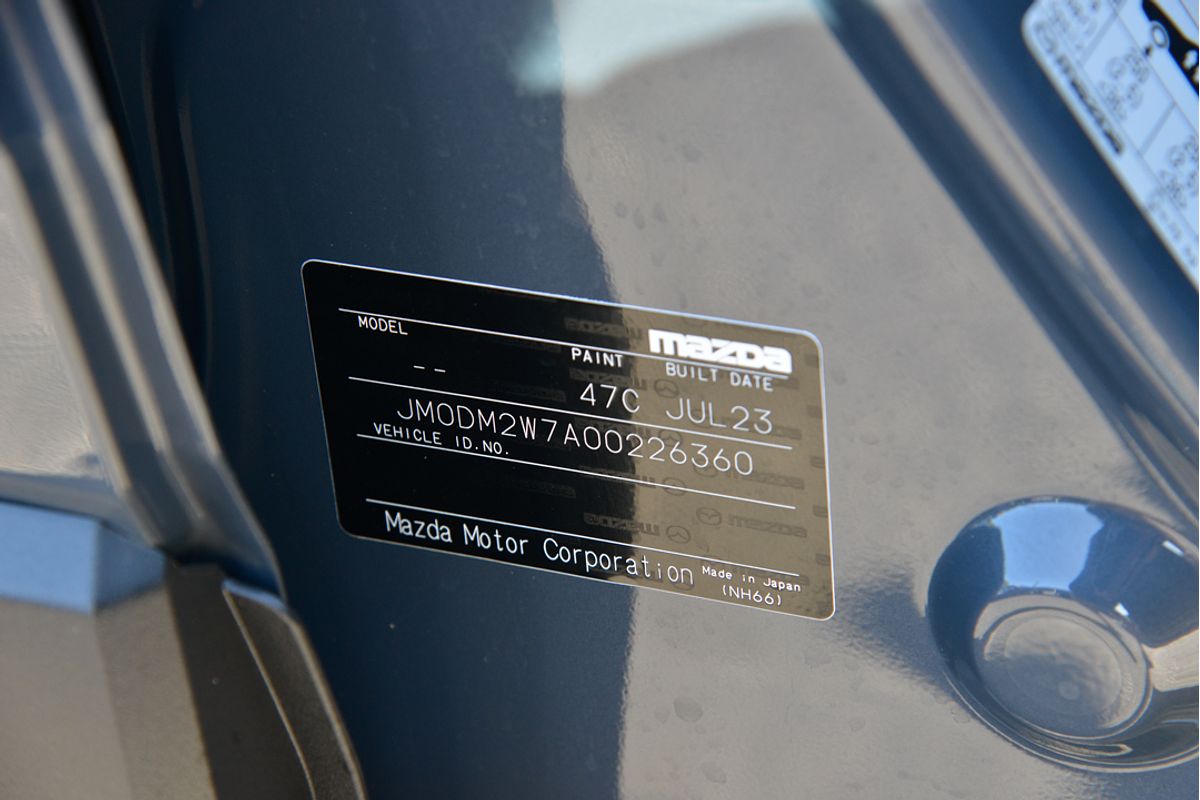 mazda
MODEL PAINT BUILT DATE
-- 47C JUL23
JM0DM2W7A00226360
VEHICLE ID.NO.
Mazda Motor Corporation Made in Japan
(NH66)